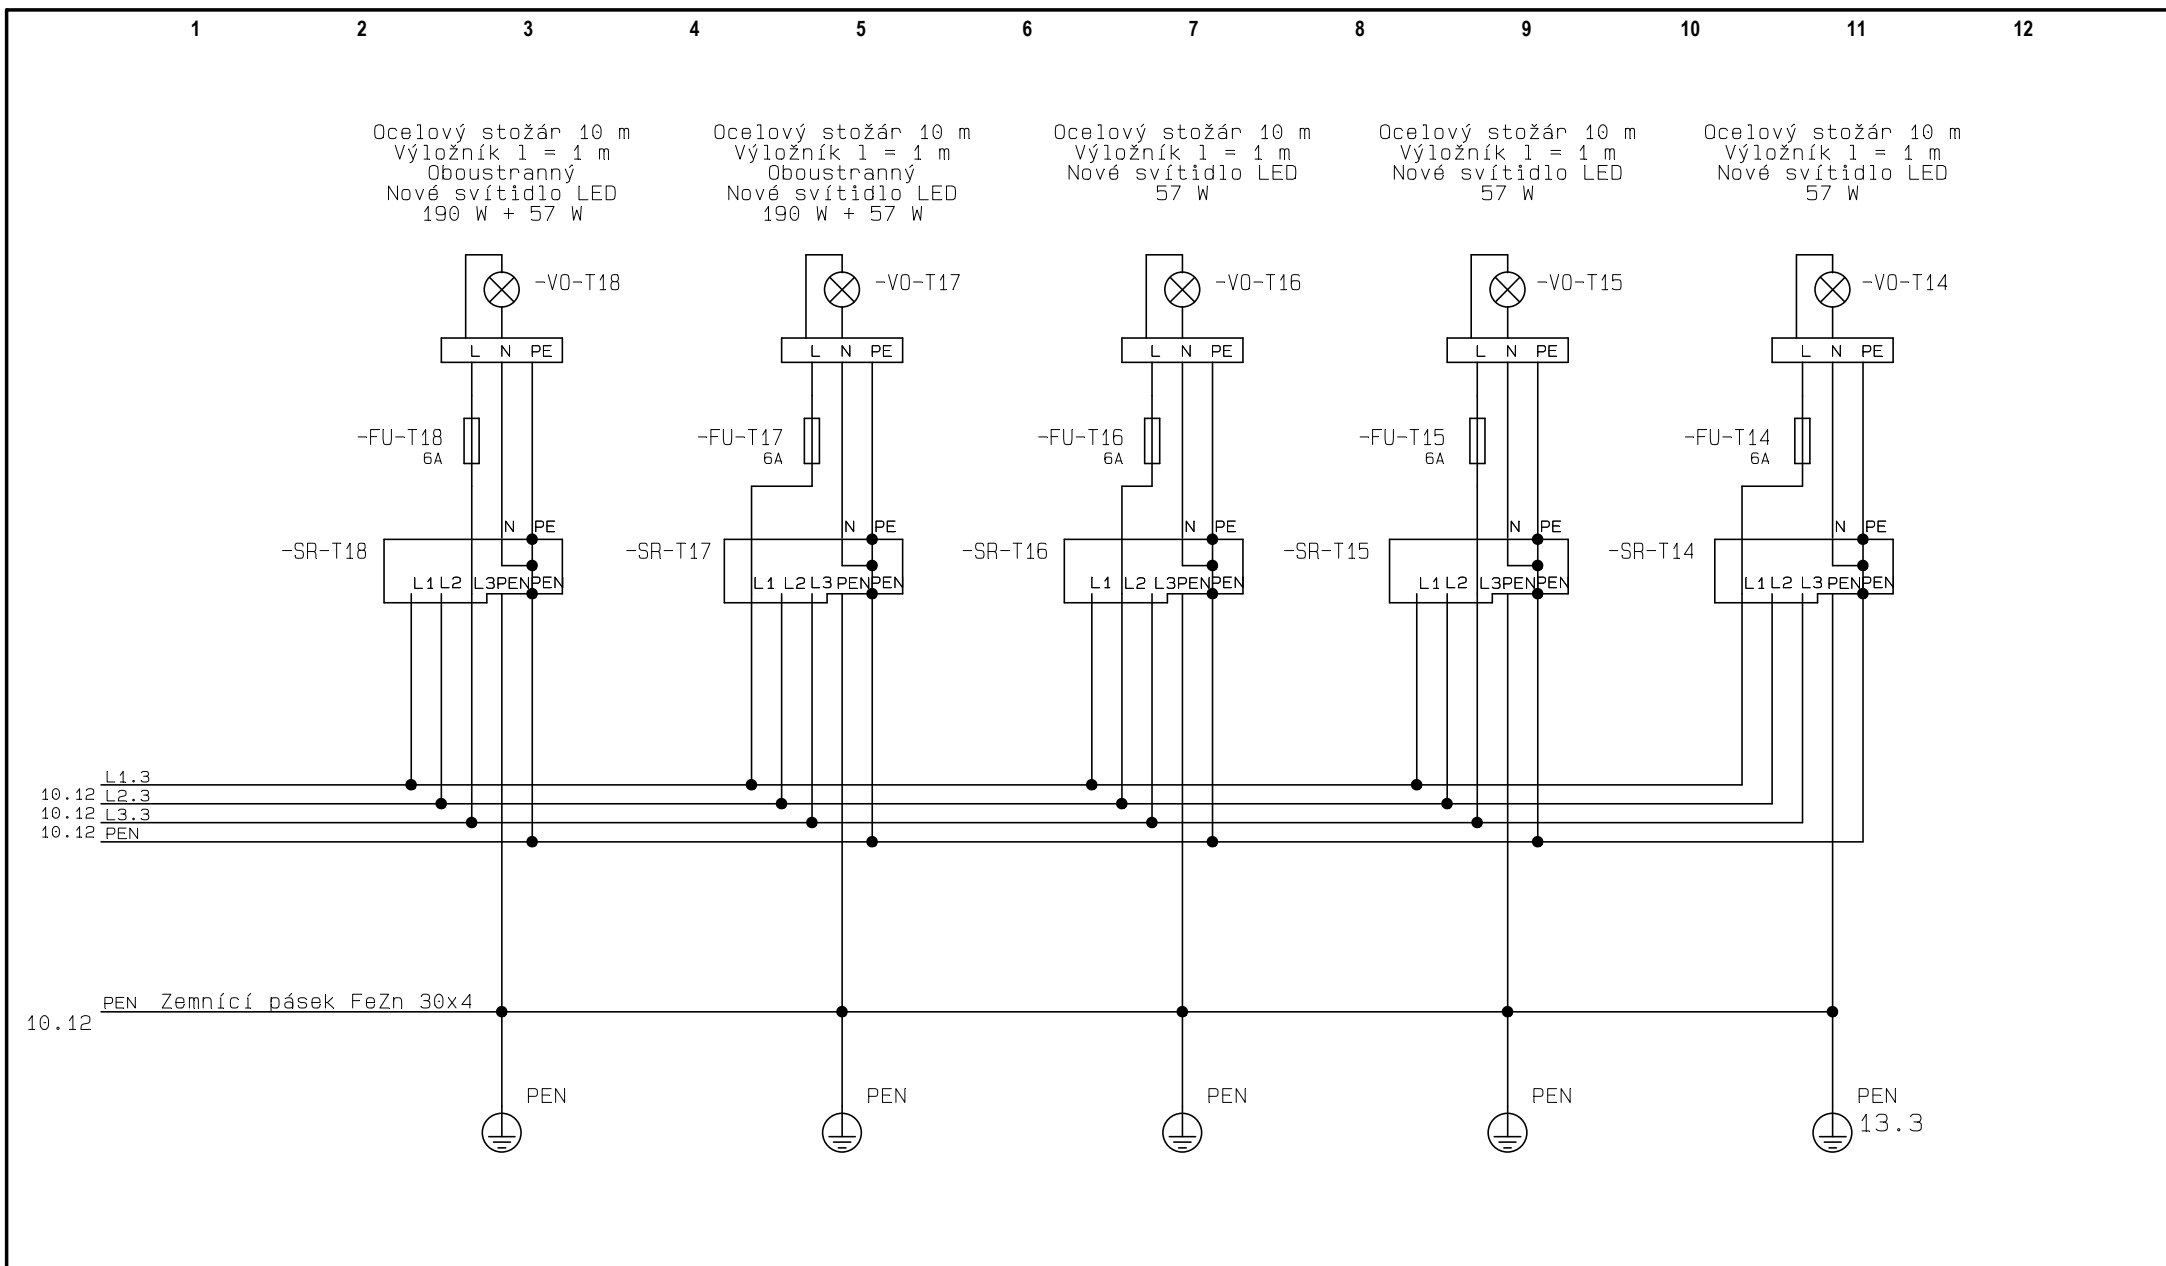 1 2 3 4 5 6 7 8 9 10 11 12
Ocelový stožár 10 m
Výložník l = 1 m
Oboustranný
Nové svítidlo LED
190 W + 57 W
Ocelový stožár 10 m
Výložník l = 1 m
Oboustranný
Nové svítidlo LED
190 W + 57 W
Ocelový stožár 10 m
Výložník l = 1 m
Nové svítidlo LED
57 W
Ocelový stožár 10 m
Výložník l = 1 m
Nové svítidlo LED
57 W
Ocelový stožár 10 m
Výložník l = 1 m
Nové svítidlo LED
57 W
-VO-T18 -VO-T17 -VO-T16 -VO-T15 -VO-T14
L N PE L N PE L N PE L N PE L N PE
-FU-T18 -FU-T17 -FU-T16 -FU-T15 -FU-T14
6A 6A 6A 6A 6A
N PE N PE N PE N PE N PE
-SR-T18 -SR-T17 -SR-T16 -SR-T15 -SR-T14
L1 L2 L3 PEN PEN L1 L2 L3 PEN PEN L1 L2 L3 PEN PEN L1 L2 L3 PEN PEN L1 L2 L3 PEN PEN
L1.3
10.12 L2.3
10.12 L3.3
10.12 PEN
PEN Zemnící pásek FeZn 30x4
10.12
PEN PEN PEN PEN PEN
13.3